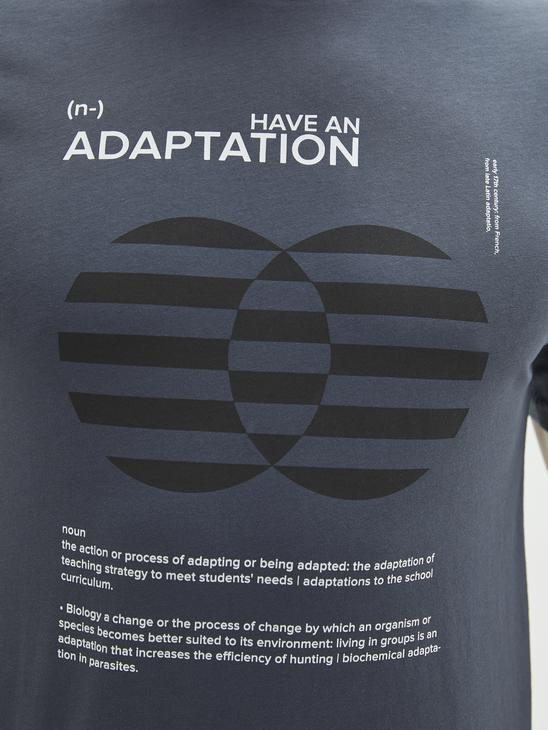 (n-)
HAVE AN
ADAPTATION
early 17th century: from French,
from late Latin adaptatio,
noun
the action or process of adapting or being adapted: the adaptation of
teaching strategy to meet students' needs | adaptations to the school
curriculum.
• Biology a change or the process of change by which an organism or
species becomes better suited to its environment: living in groups is an
adaptation that increases the efficiency of hunting | biochemical adapta-
tion in parasites.